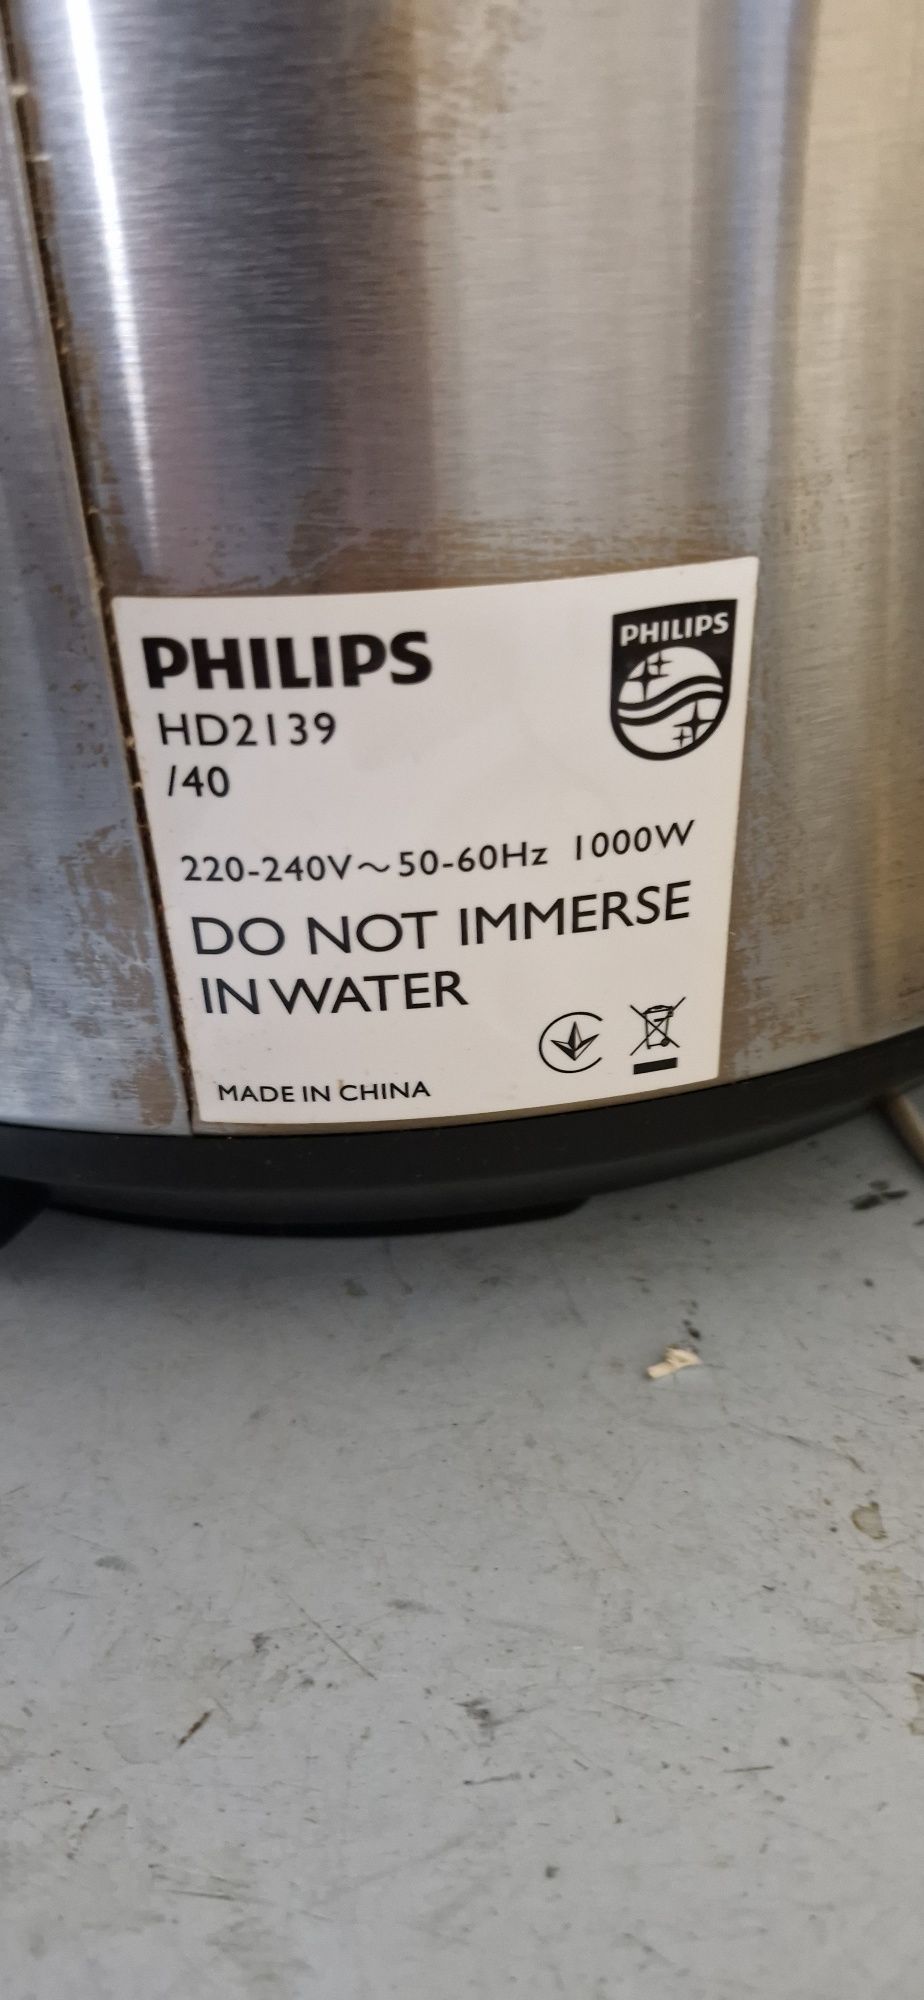 PHILIPS
PHILIPS
HD2139
/40
220-240V~50-60Hz 1000W
DO NOT IMMERSE
IN WATER
MADE IN CHINA